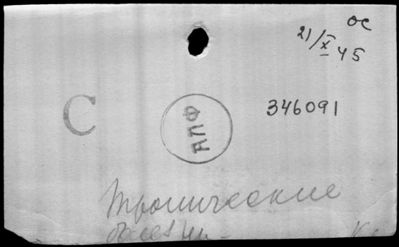 ос
21/X 45
С
АПФ
346091
Тропические